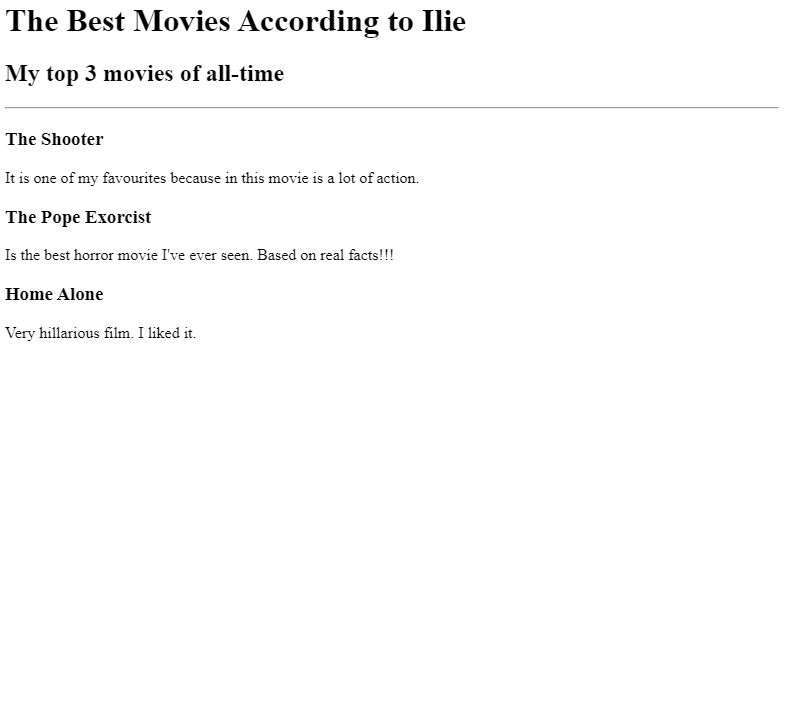 The Best Movies According to Ilie
My top 3 movies of all-time
The Shooter
It is one of my favourites because in this movie is a lot of action.
The Pope Exorcist
Is the best horror movie I've ever seen. Based on real facts!!!
Home Alone
Very hillarious film. I liked it.